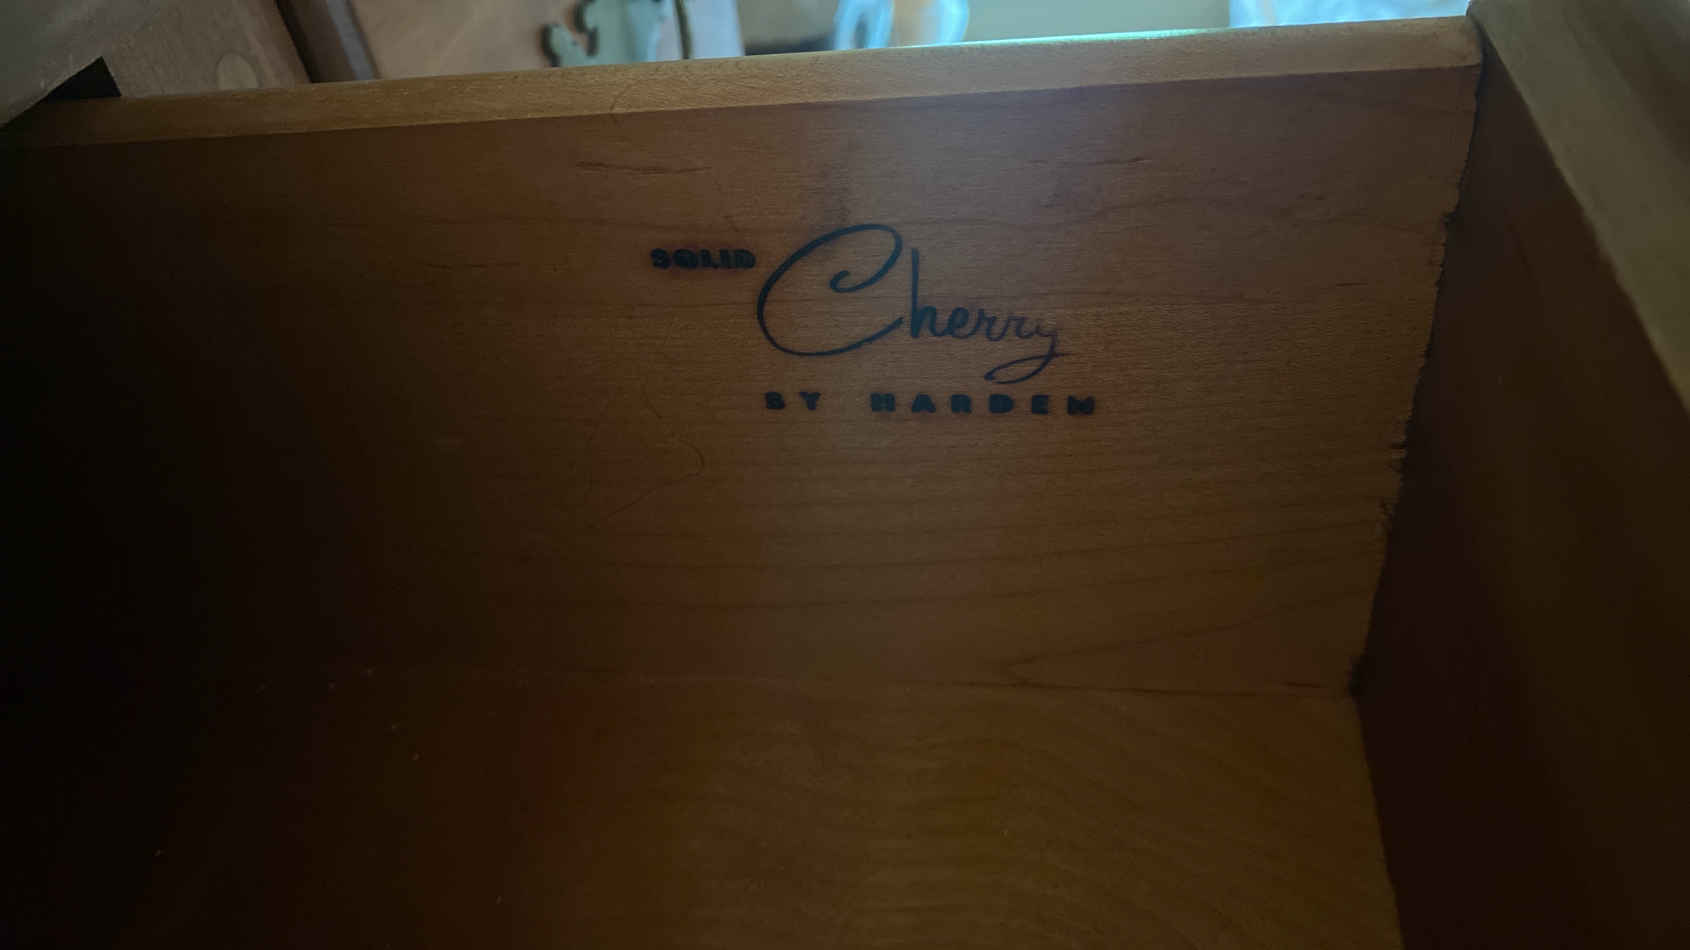 SOLID Cherry
BY HARDEN